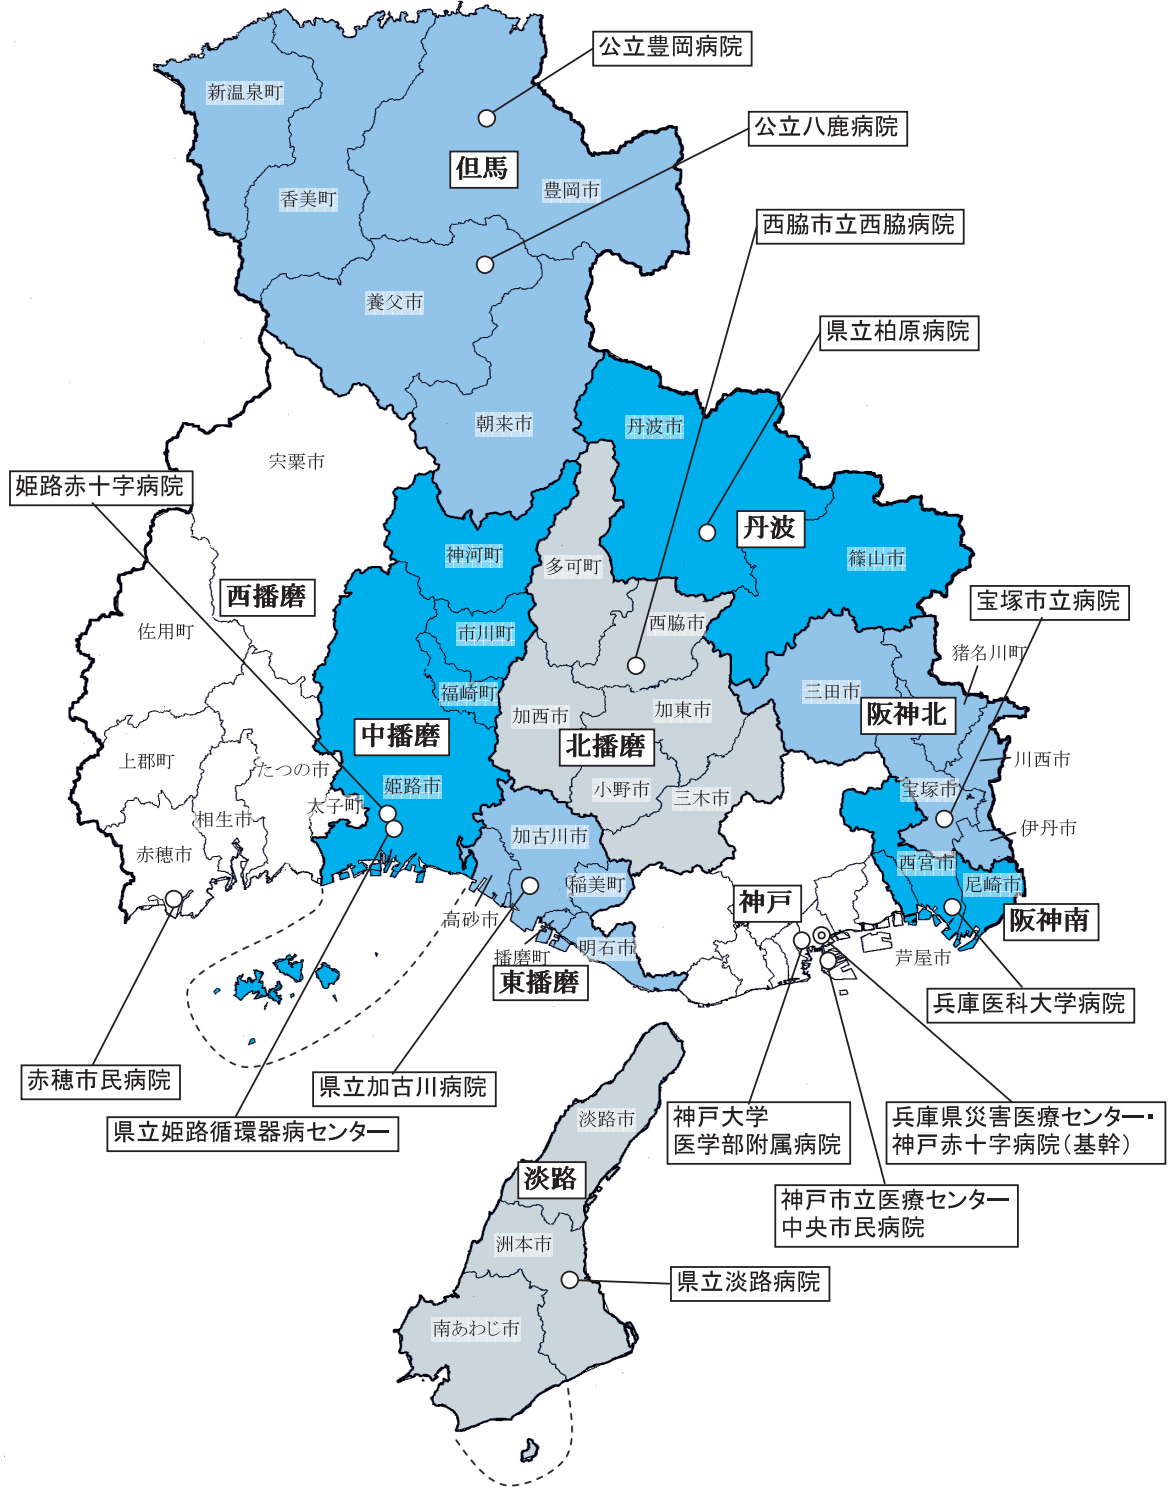 公立豊岡病院
新温泉町
公立八鹿病院
但馬
豊岡市
香美町
西脇市立西脇病院
養父市
県立柏原病院
朝来市
丹波市
宍粟市
姫路赤十字病院
丹波
神河町
多可町
篠山市
西播磨
宝塚市立病院
佐用町
市川町
西脇市
猪名川町
福崎町
三田市
加西市
加東市
阪神北
中播磨
北播磨
上郡町
たつの市
川西市
姫路市
小野市
三木市
宝塚市
太子町
相生市
加古川市
伊丹市
赤穂市
西宮市
稲美町
尼崎市
神戸
高砂市
阪神南
明石市
播磨町
芦屋市
東播磨
兵庫医科大学病院
赤穂市民病院
県立加古川病院
県立姫路循環器病センター
淡路市
神戸大学
医学部附属病院
兵庫県災害医療センター・
神戸赤十字病院（基幹）
淡路
神戸市立医療センター
中央市民病院
洲本市
県立淡路病院
南あわじ市